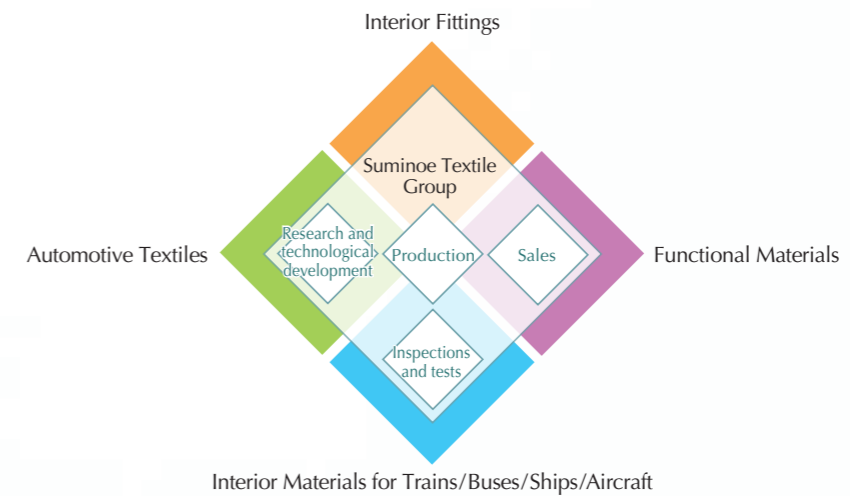 Interior Fittings
Suminoe Textile
Group
Automotive Textiles
Research and
technological
development
Production
Sales
Functional Materials
Inspections
and tests
Interior Materials for Trains/Buses/Ships/Aircraft